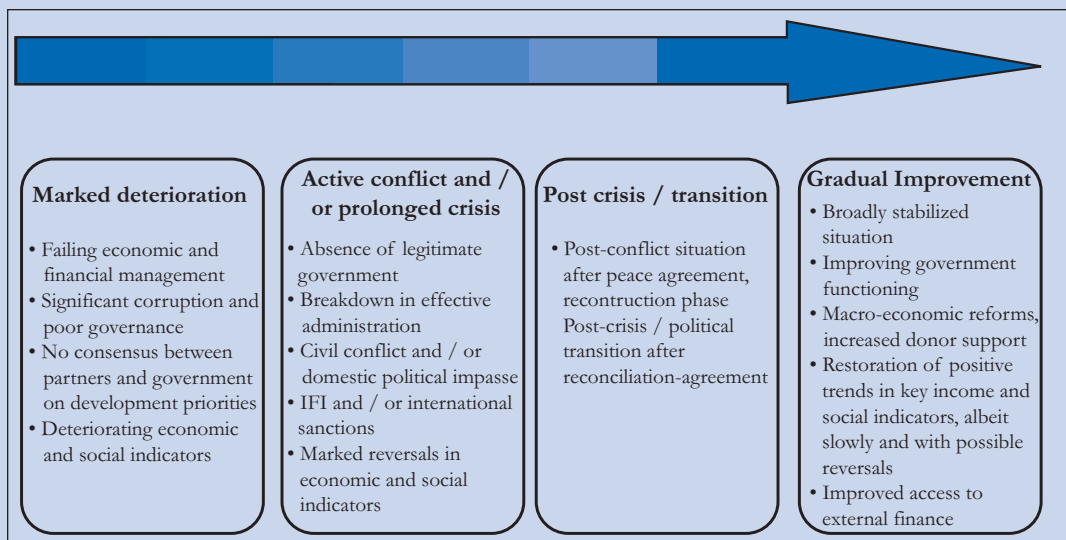 Marked deterioration
• Failing economic and
financial management
• Significant corruption and
poor governance
• No consensus between
partners and government
on development priorities
• Deteriorating economic
and social indicators
Active conflict and /
or prolonged crisis
• Absence of legitimate
government
• Breakdown in effective
administration
• Civil conflict and / or
domestic political impasse
• IFI and / or international
sanctions
• Marked reversals in
economic and social
indicators
Post crisis / transition
• Post-conflict situation
after peace agreement,
recontruction phase
Post-crisis / political
transition after
reconciliation-agreement
Gradual Improvement
• Broadly stabilized
situation
• Improving government
functioning
• Macro-economic reforms,
increased donor support
• Restoration of positive
trends in key income and
social indicators, albeit
slowly and with possible
reversals
• Improved access to
external finance